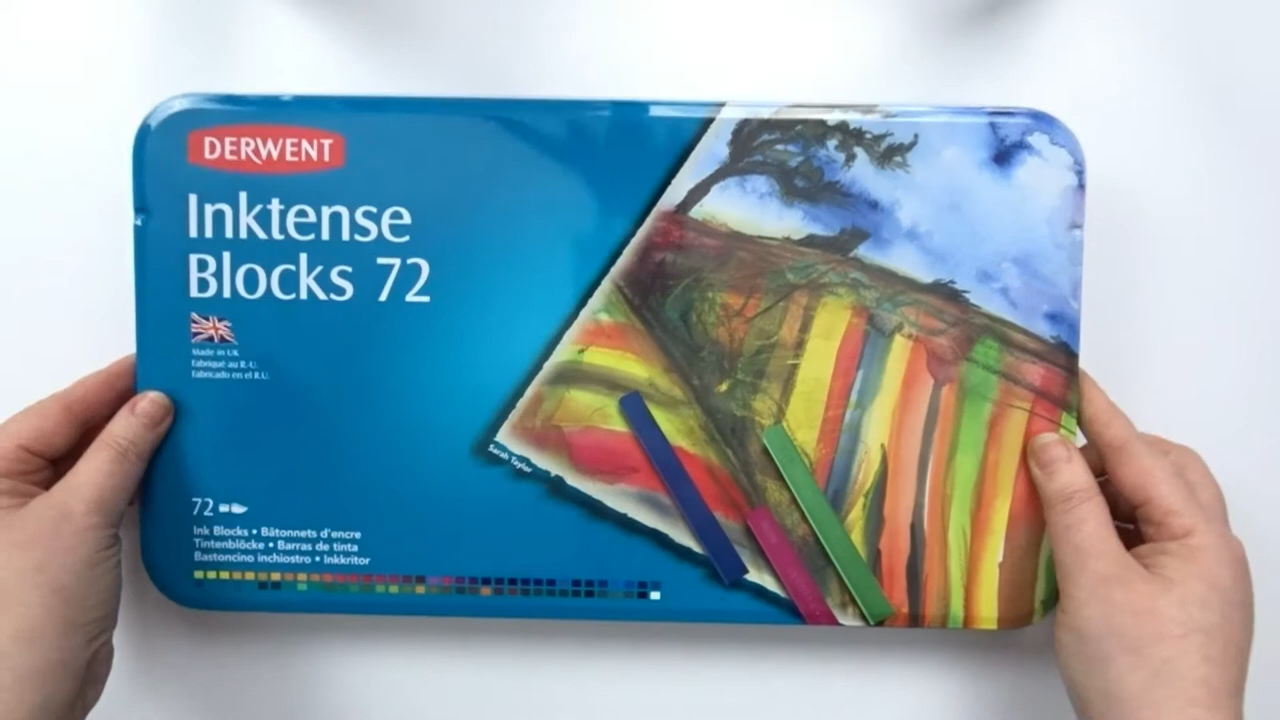 DERWENT
Inktense
Blocks 72
Made in UK
Fabriqué au R.-U.
Fabricado en el R.U.
Sarah Taylor
72
Ink Blocks • Bâtonnets d'encre
Tintenblöcke • Barras de tinta
Bastoncino inchiostro • Inkkritor